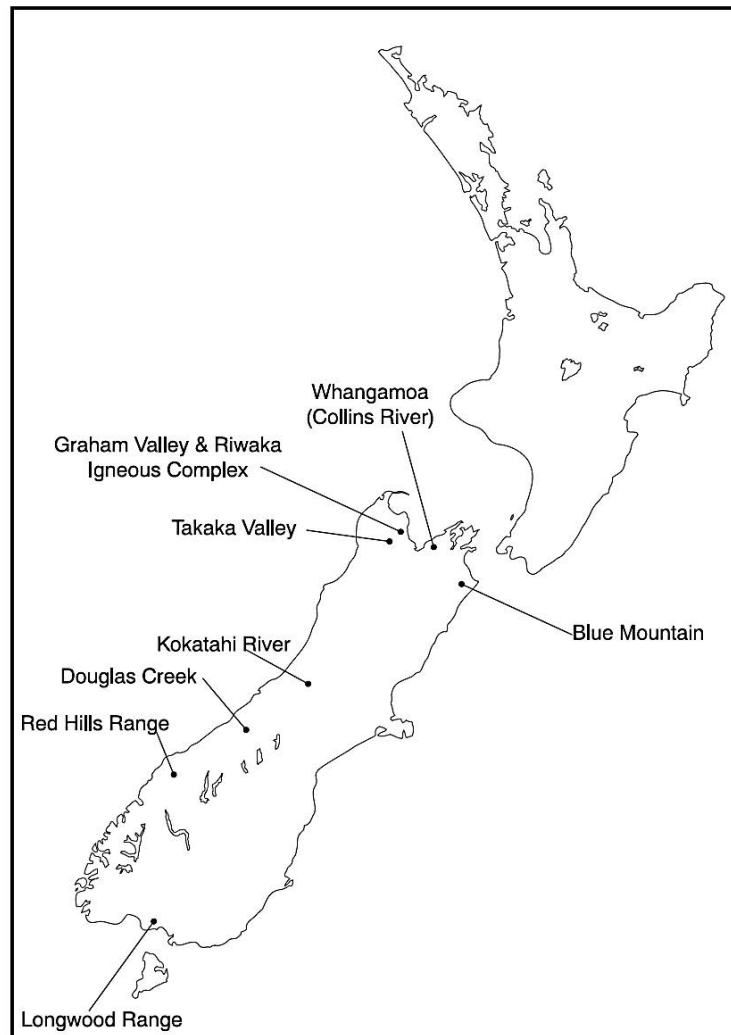 Whangamoa
(Collins River)
Graham Valley & Riwaka
Igneous Complex
Takaka Valley
Blue Mountain
Kokatahi River
Douglas Creek
Red Hills Range
Longwood Range